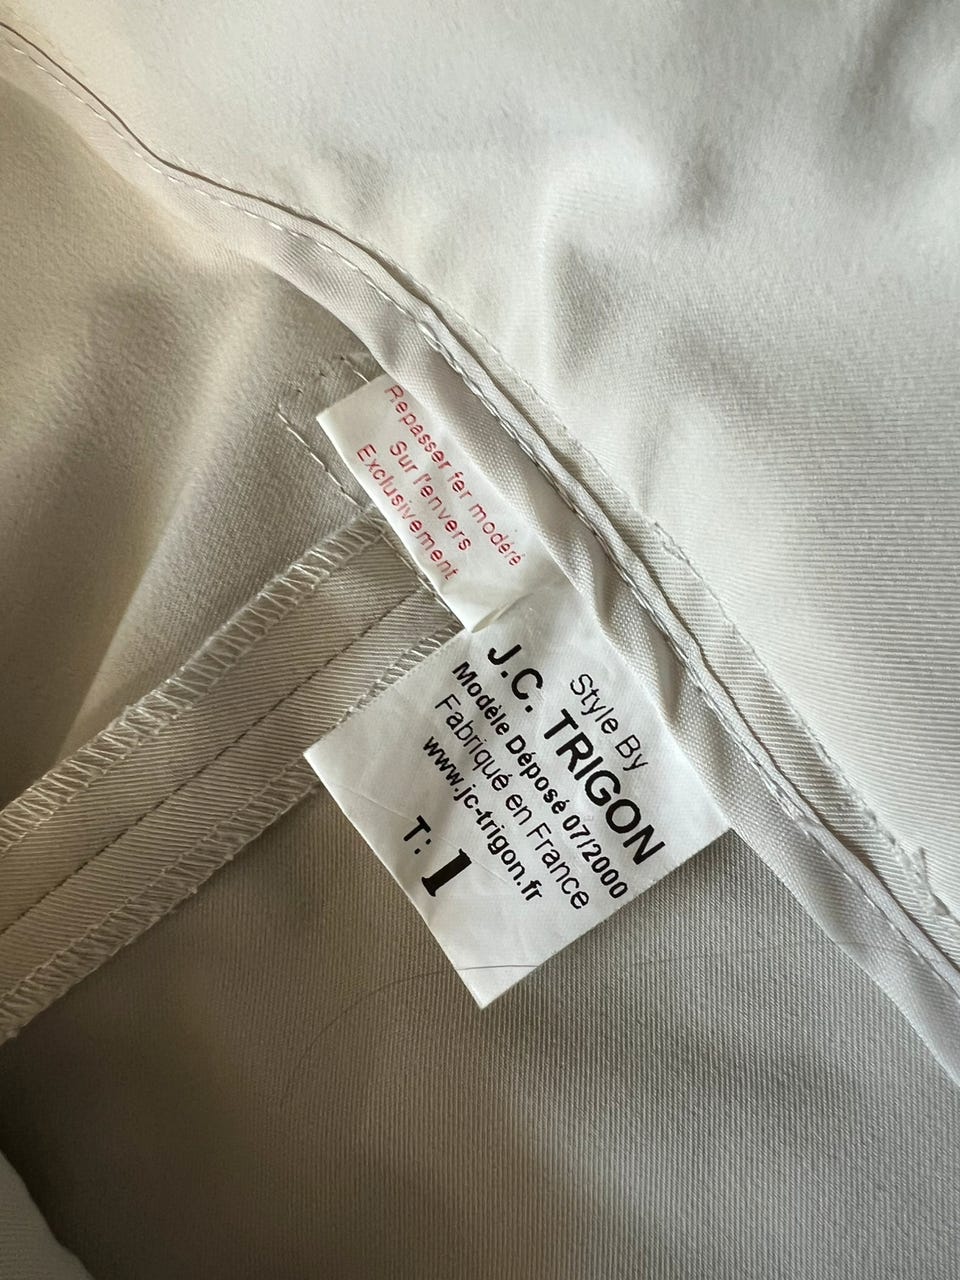 Repasser fer modéré
Sur l'envers
Exclusivement
Style By
J.C. TRIGON
Modèle Déposé 07/2000
Fabriqué en France
www.jc-trigon.fr
T: 1